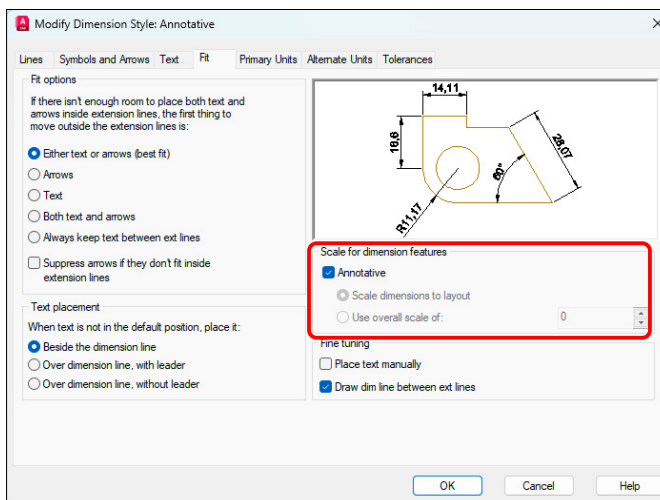 Modify Dimension Style: Annotative
Lines Symbols and Arrows Text Fit Primary Units Alternate Units Tolerances
Fit options
If there isn't enough room to place both text and
arrows inside extension lines, the first thing to
move outside the extension lines is:
Either text or arrows (best fit)
Arrows
Text
Both text and arrows
Always keep text between ext lines
Suppress arrows if they don't fit inside
extension lines
Text placement
When text is not in the default position, place it:
Beside the dimension line
Over dimension line, with leader
Over dimension line, without leader
14,11
16,6
28,07
60°
R11,17
Scale for dimension features
Annotative
Scale dimensions to layout
Use overall scale of: 0
Fine tuning
Place text manually
Draw dim line between ext lines
OK Cancel Help